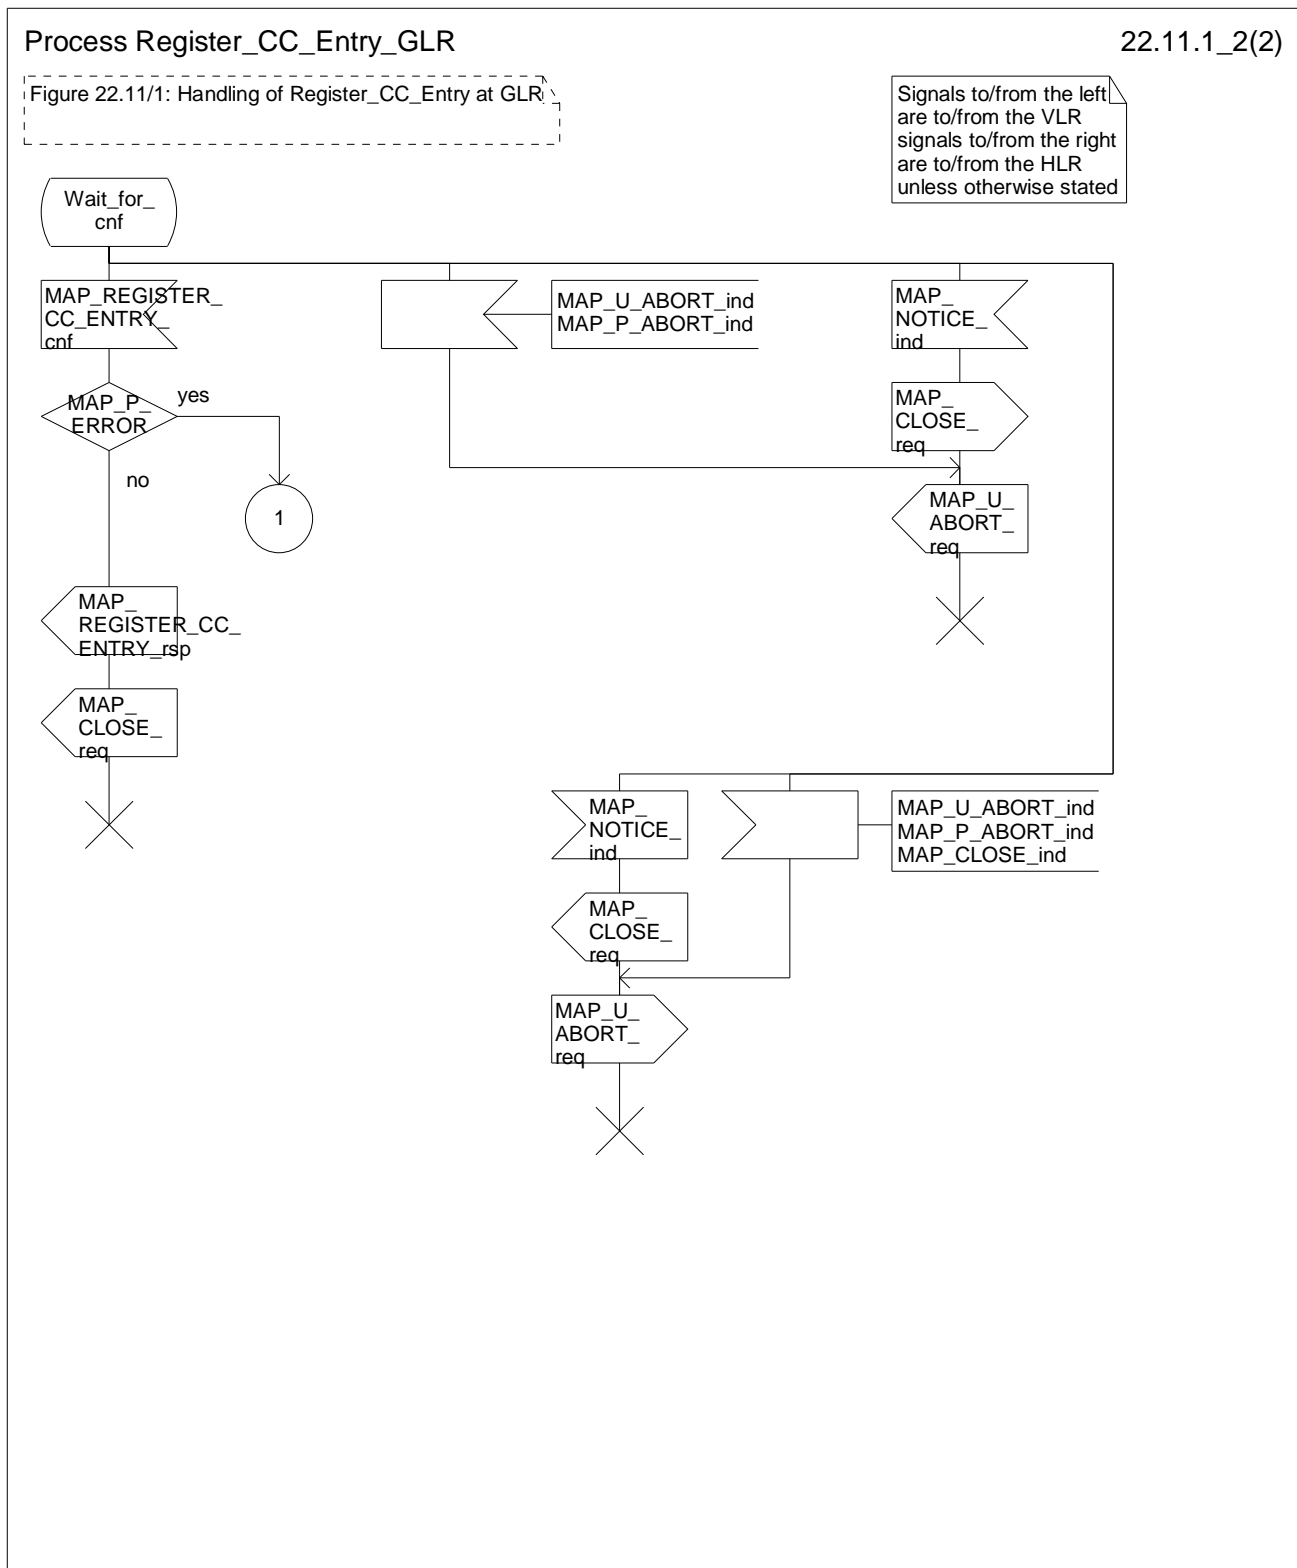 Process Register_CC_Entry_GLR
22.11.1_2(2)
Figure 22.11/1: Handling of Register_CC_Entry at GLR
Signals to/from the left
are to/from the VLR
signals to/from the right
are to/from the HLR
unless otherwise stated
Wait_for_
cnf
MAP_REGISTER_
CC_ENTRY_
cnf
MAP_U_ABORT_ind
MAP_P_ABORT_ind
MAP_
NOTICE_
ind
MAP_P_
ERROR
yes
no
1
MAP_
CLOSE_
req
MAP_U_
ABORT_
req
MAP_
REGISTER_CC_
ENTRY_rsp
MAP_
CLOSE_
req
MAP_
NOTICE_
ind
MAP_U_ABORT_ind
MAP_P_ABORT_ind
MAP_CLOSE_ind
MAP_
CLOSE_
req
MAP_U_
ABORT_
req